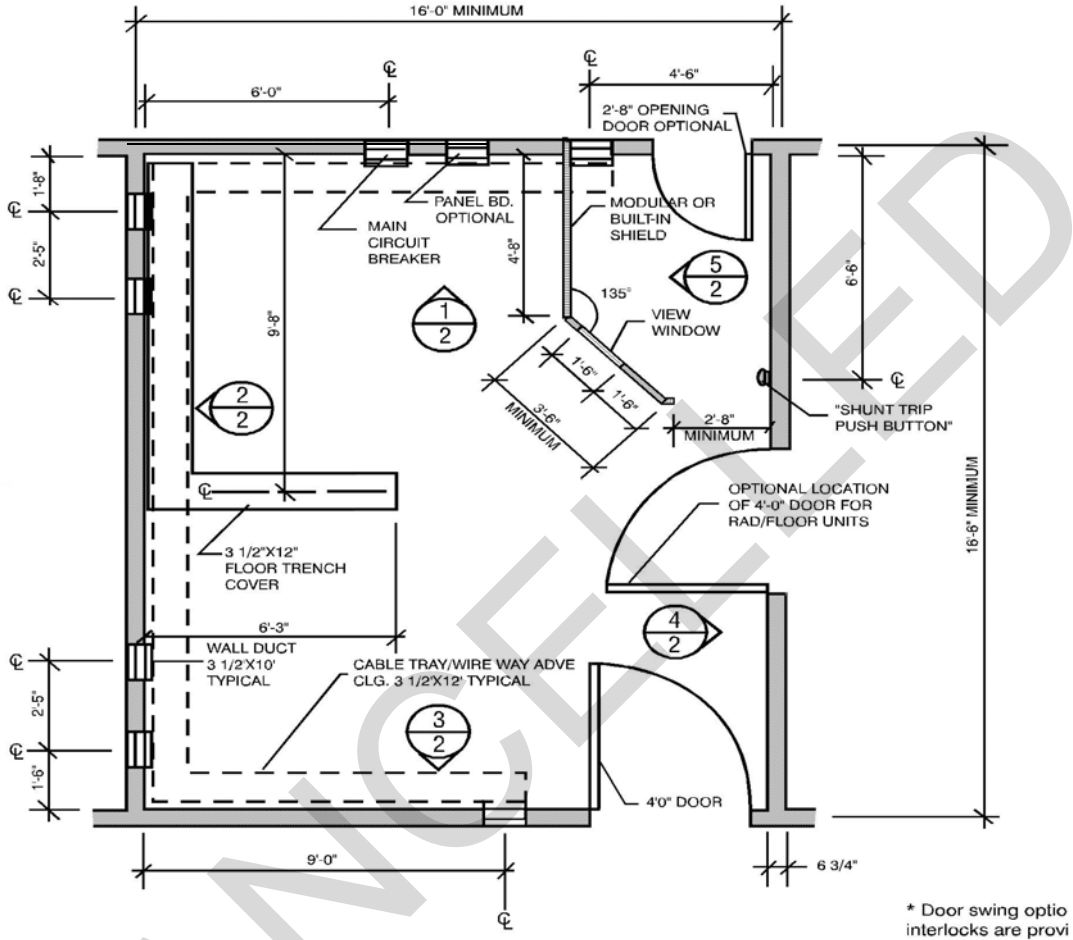 16'-0" MINIMUM
℄
℄
6'-0"
4'-6"
2'-8" OPENING
DOOR OPTIONAL
1'-8"
℄
2'-5"
℄
PANEL BD.
OPTIONAL
MAIN
CIRCUIT
BREAKER
4'-8"
MODULAR OR
BUILT-IN
SHIELD
5
2
6'-6"
9'-8"
1
2
135°
VIEW
WINDOW
2
2
1'-6"
1'-6"
3'-6"
MINIMUM
2'-8"
MINIMUM
℄
"SHUNT TRIP
PUSH BUTTON"
16'-6" MINIMUM
℄
OPTIONAL LOCATION
OF 4'-0" DOOR FOR
RAD/FLOOR UNITS
3 1/2"X12"
FLOOR TRENCH
COVER
6'-3"
4
2
℄
WALL DUCT
3 1/2'X10'
TYPICAL
CABLE TRAY/WIRE WAY ADVE
CLG. 3 1/2'X12' TYPICAL
2'-5"
3
2
℄
1'-6"
4'0" DOOR
9'-0"
6 3/4"
℄
* Door swing optio
interlocks are provi
NCELLED